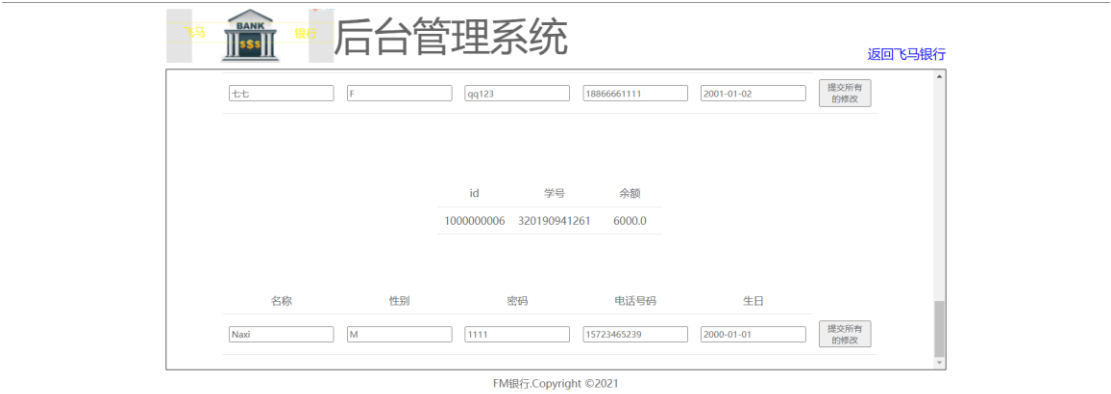 飞马 BANK 银行 后台管理系统
$$$
返回飞马银行
七七 F qq123 18866661111 2001-01-02 提交所有
的修改
id 学号 余额
1000000006 320190941261 6000.0
名称 性别 密码 电话号码 生日
Naxi M 1111 15723465239 2000-01-01 提交所有
的修改
FM银行.Copyright ©2021